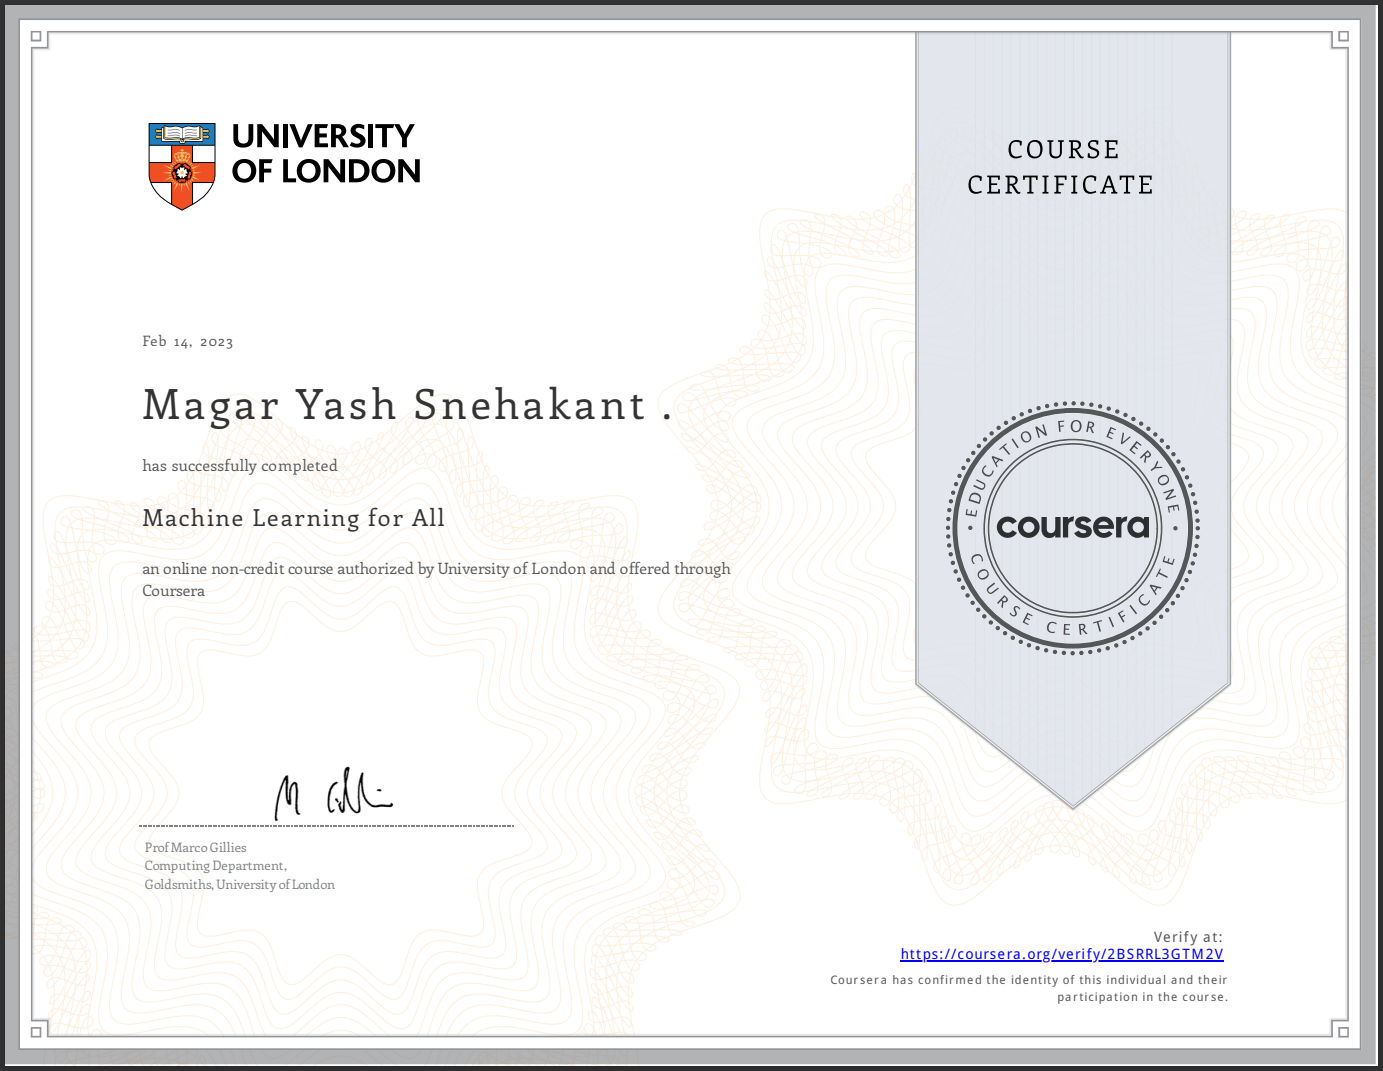 UNIVERSITY
OF LONDON
COURSE
CERTIFICATE
Feb 14, 2023
Magar Yash Snehakant .
has successfully completed
Machine Learning for All
an online non-credit course authorized by University of London and offered through
Coursera
EDUCATION FOR EVERYONE
coursera
COURSE CERTIFICATE
M Gilli
Prof Marco Gillies
Computing Department,
Goldsmiths, University of London
Verify at:
https://coursera.org/verify/2BSRRL3GTM2V
Coursera has confirmed the identity of this individual and their
participation in the course.